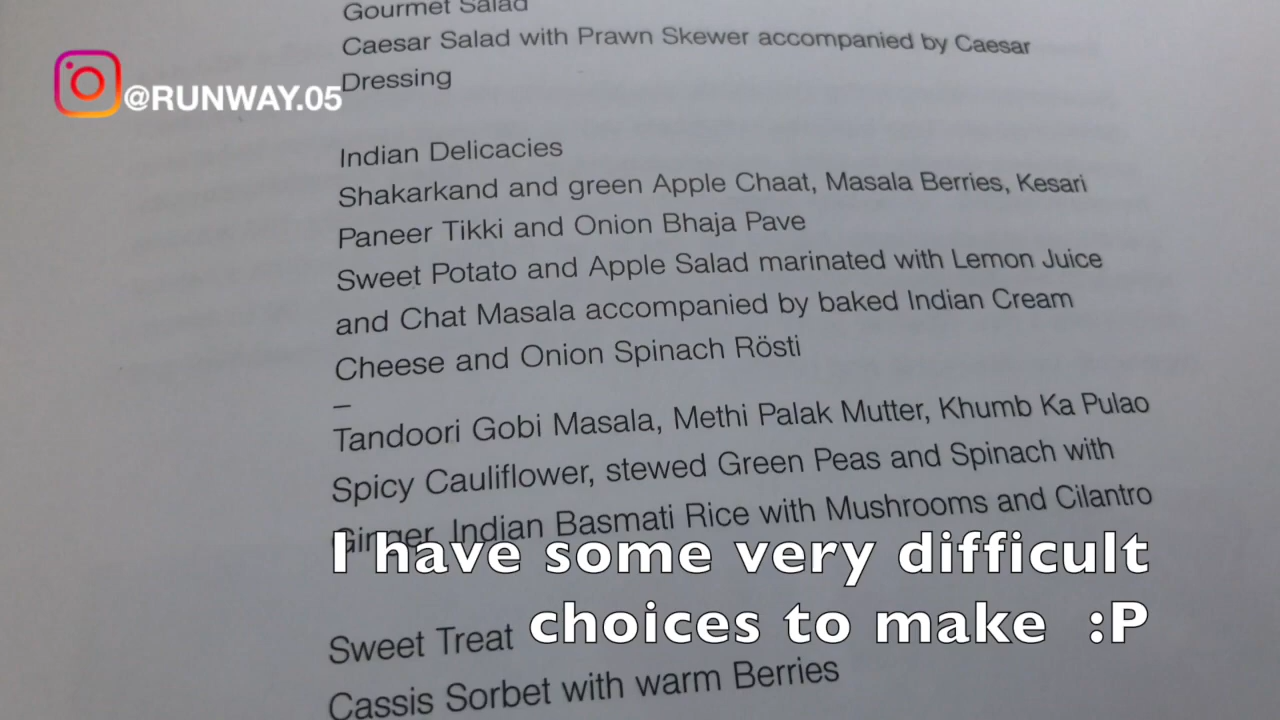 Gourmet Salad
Caesar Salad with Prawn Skewer accompanied by Caesar
Dressing
@RUNWAY.05
Indian Delicacies
Shakarkand and green Apple Chaat, Masala Berries, Kesari
Paneer Tikki and Onion Bhaja Pave
Sweet Potato and Apple Salad marinated with Lemon Juice
and Chat Masala accompanied by baked Indian Cream
Cheese and Onion Spinach Rösti
–
Tandoori Gobi Masala, Methi Palak Mutter, Khumb Ka Pulao
Spicy Cauliflower, stewed Green Peas and Spinach with
Ginger, Indian Basmati Rice with Mushrooms and Cilantro
I have some very difficult
choices to make :P
Sweet Treat
Cassis Sorbet with warm Berries